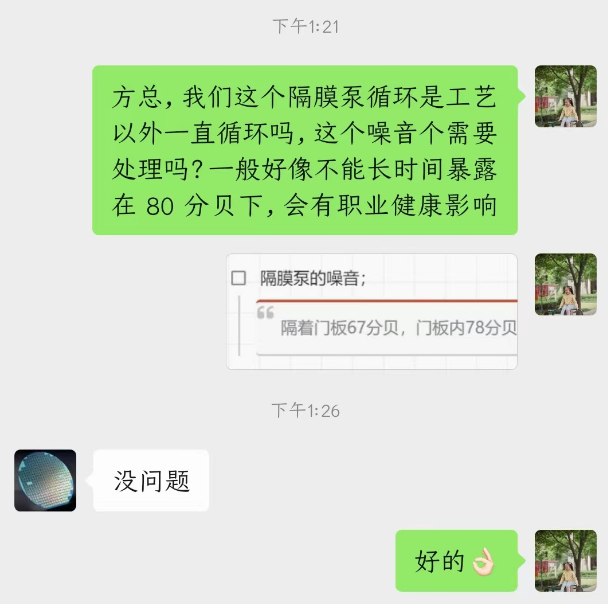 下午1:21
方总，我们这个隔膜泵循环是工艺
以外一直循环吗，这个噪音个需要
处理吗？一般好像不能长时间暴露
在 80 分贝下，会有职业健康影响
隔膜泵的噪音；
隔着门板67分贝，门板内78分贝
下午1:26
没问题
好的👌🏻